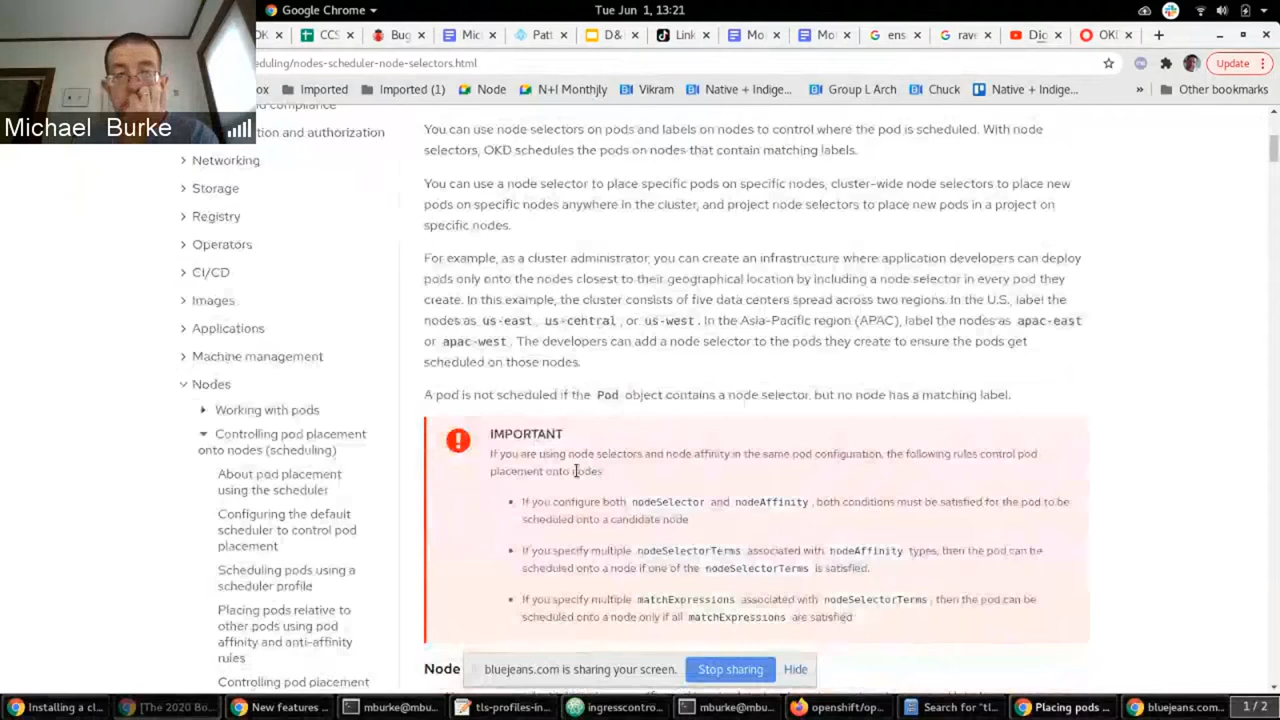 Google Chrome
Tue Jun 1, 13:21
CCS
Bug
Mic
Patt
D&
Link
Mo
Mo
ens
rave
Dig
OKI
eduling/nodes-scheduler-node-selectors.html
Update
Imported
Imported (1)
Node
N+I Monthly
Vikram
Native + Indige...
Group L Arch
Chuck
Native + Indige...
»
Other bookmarks
Michael Burke
compliance
tion and authorization
Networking
Storage
Registry
Operators
CI/CD
Images
Applications
Machine management
Nodes
Working with pods
Controlling pod placement
onto nodes (scheduling)
About pod placement
using the scheduler
Configuring the default
scheduler to control pod
placement
Scheduling pods using a
scheduler profile
Placing pods relative to
other pods using pod
affinity and anti-affinity
rules
Controlling pod placement
You can use node selectors on pods and labels on nodes to control where the pod is scheduled. With node
selectors, OKD schedules the pods on nodes that contain matching labels.
You can use a node selector to place specific pods on specific nodes, cluster-wide node selectors to place new
pods on specific nodes anywhere in the cluster, and project node selectors to place new pods in a project on
specific nodes.
For example, as a cluster administrator, you can create an infrastructure where application developers can deploy
pods only onto the nodes closest to their geographical location by including a node selector in every pod they
create. In this example, the cluster consists of five data centers spread across two regions. In the U.S., label the
nodes as us-east, us-central, or us-west. In the Asia-Pacific region (APAC), label the nodes as apac-east
or apac-west. The developers can add a node selector to the pods they create to ensure the pods get
scheduled on those nodes.
A pod is not scheduled if the Pod object contains a node selector, but no node has a matching label.
IMPORTANT
If you are using node selectors and node affinity in the same pod configuration, the following rules control pod
placement onto nodes
• If you configure both nodeSelector and nodeAffinity, both conditions must be satisfied for the pod to be
scheduled onto a candidate node
• If you specify multiple nodeSelectorTerms associated with nodeAffinity types, then the pod can be
scheduled onto a node if one of the nodeSelectorTerms is satisfied.
• If you specify multiple matchExpressions associated with nodeSelectorTerms, then the pod can be
scheduled onto a node only if all matchExpressions are satisfied
Node
bluejeans.com is sharing your screen.
Stop sharing
Hide
Installing a cl...
[The 2020 Bo...
New features ...
mburke@mb...
tls-profiles-in...
ingresscontro...
mburke@mbu...
openshift/op...
Search for "tl...
Placing pods ...
bluejeans.com...